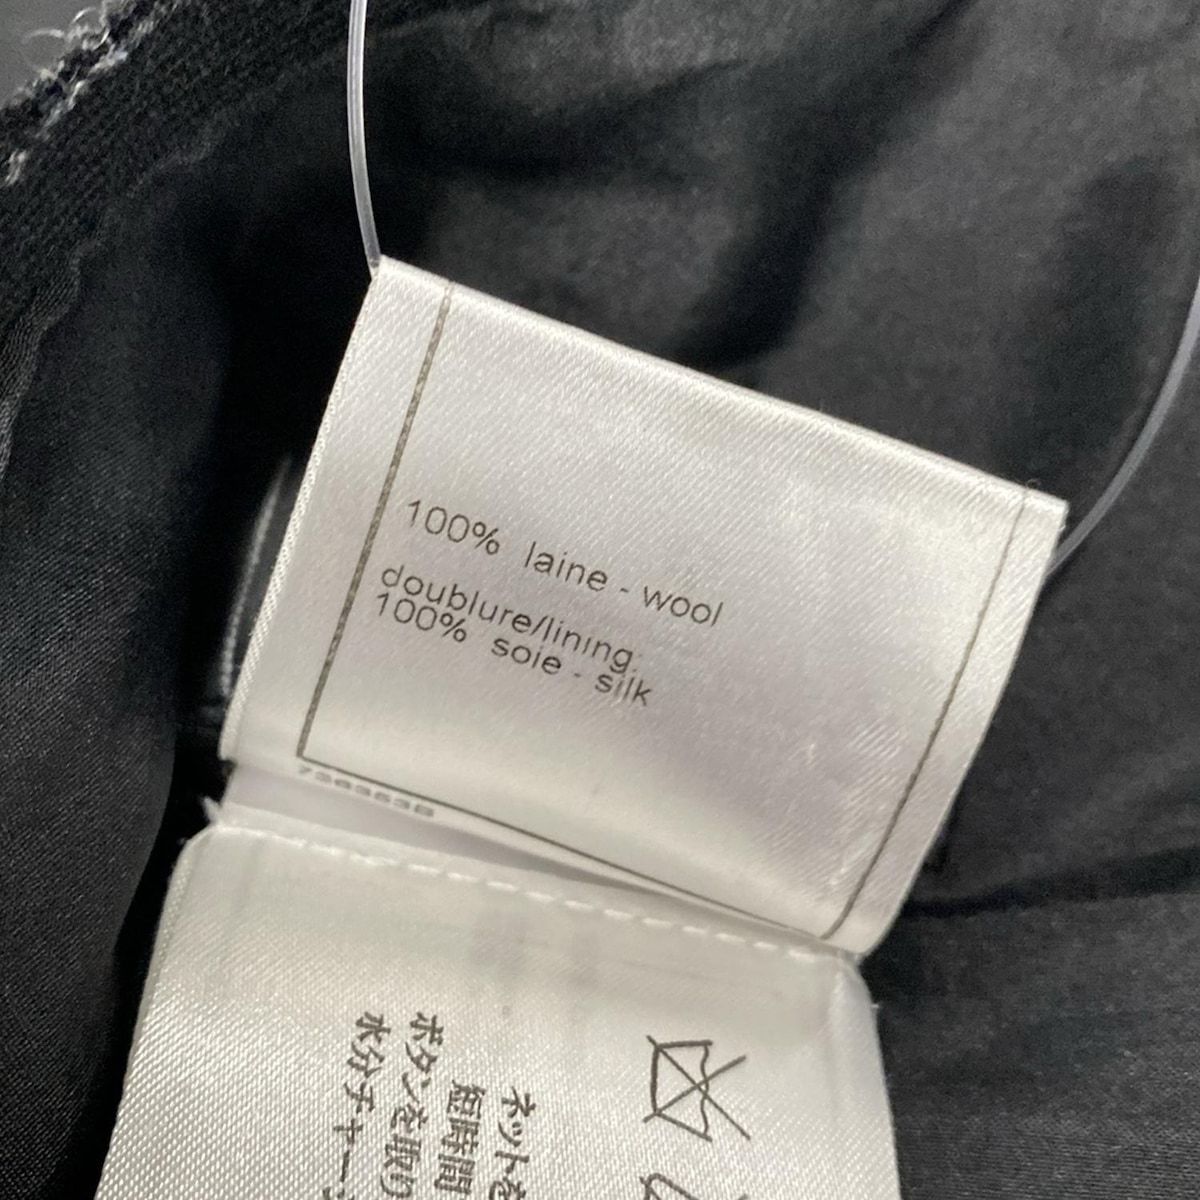 100% laine - wool
doublure/lining.
100% soie - silk
ネットを
短時間
ボタンを取り
水分チャー